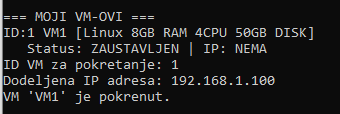 === MOJI VM-OVI ===
ID:1 VM1 [Linux 8GB RAM 4CPU 50GB DISK]
   Status: ZAUSTAVLJEN | IP: NEMA
ID VM za pokretanje: 1
Dodeljena IP adresa: 192.168.1.100
VM 'VM1' je pokrenut.